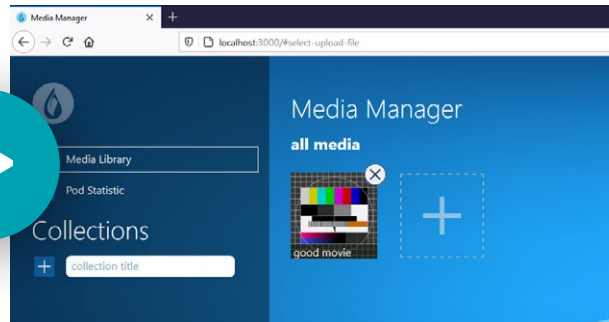 Media Manager
localhost:3000/#select-upload-file
Media Library
Pod Statistic
Collections
collection title
Media Manager
all media
good movie